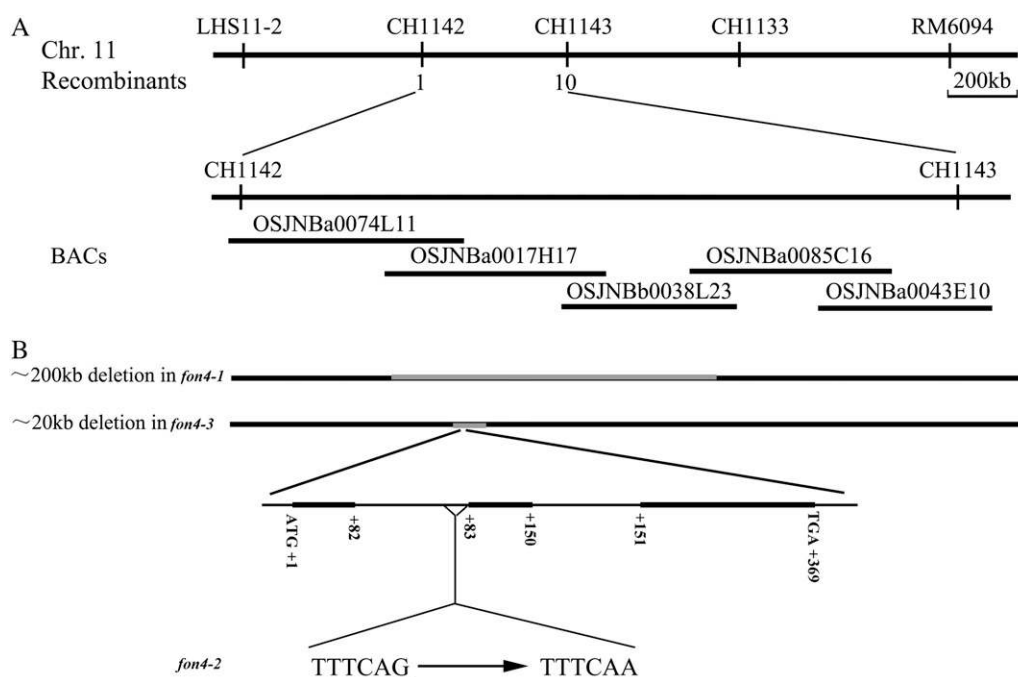 A
LHS11-2 CH1142 CH1143 CH1133 RM6094
Chr. 11
Recombinants 1 10 200kb
CH1142 CH1143
OSJNBa0074L11
BACs OSJNBa0017H17 OSJNBa0085C16
OSJNBb0038L23 OSJNBa0043E10
B
~200kb deletion in fon4-1
~20kb deletion in fon4-3
ATG +1 +82 +83 +150 +151 TGA +369
fon4-2 TTTCAG TTTCAA